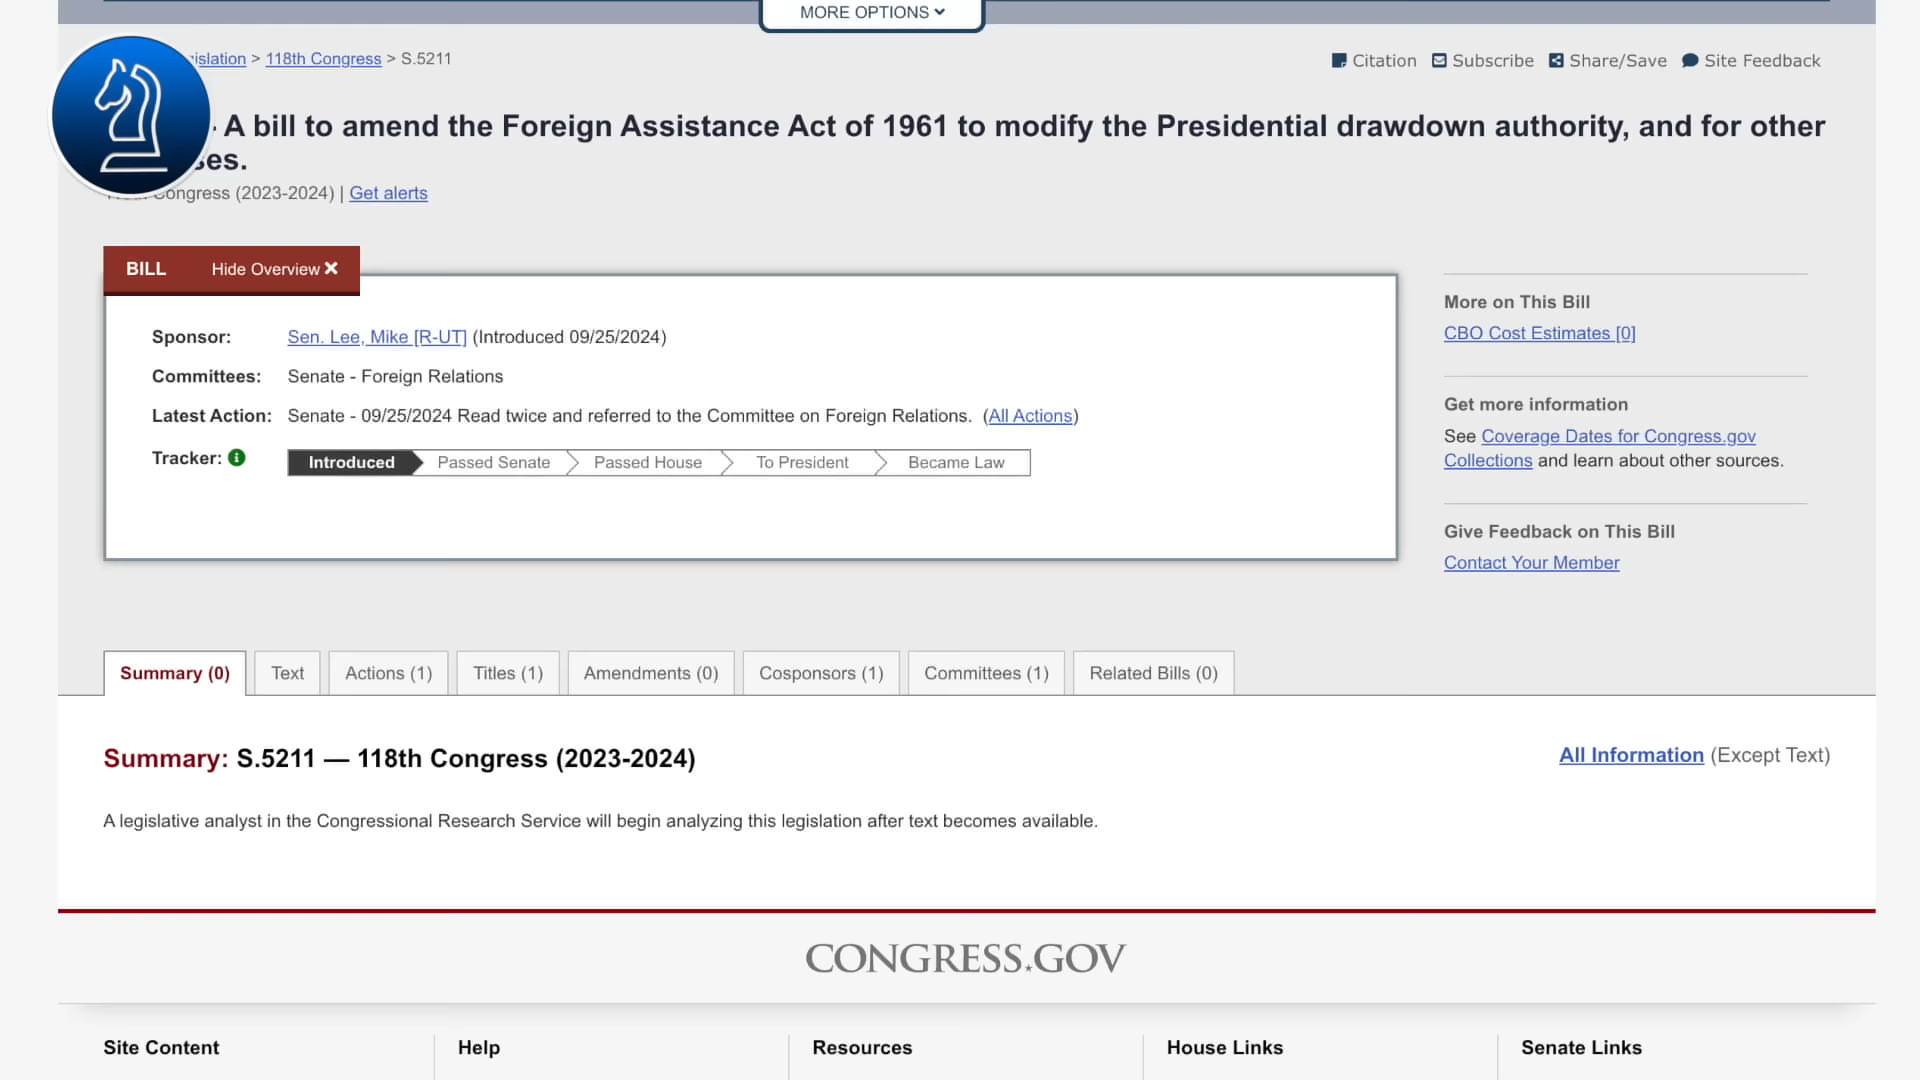 MORE OPTIONS
islation > 118th Congress > S.5211
Citation Subscribe Share/Save Site Feedback
- A bill to amend the Foreign Assistance Act of 1961 to modify the Presidential drawdown authority, and for other
ses.
Congress (2023-2024) | Get alerts
BILL Hide Overview
Sponsor: Sen. Lee, Mike [R-UT] (Introduced 09/25/2024)
Committees: Senate - Foreign Relations
Latest Action: Senate - 09/25/2024 Read twice and referred to the Committee on Foreign Relations. (All Actions)
Tracker: Introduced Passed Senate Passed House To President Became Law
More on This Bill
CBO Cost Estimates [0]
Get more information
See Coverage Dates for Congress.gov
Collections and learn about other sources.
Give Feedback on This Bill
Contact Your Member
Summary (0) Text Actions (1) Titles (1) Amendments (0) Cosponsors (1) Committees (1) Related Bills (0)
Summary: S.5211 — 118th Congress (2023-2024)
All Information (Except Text)
A legislative analyst in the Congressional Research Service will begin analyzing this legislation after text becomes available.
CONGRESS.GOV
Site Content Help Resources House Links Senate Links